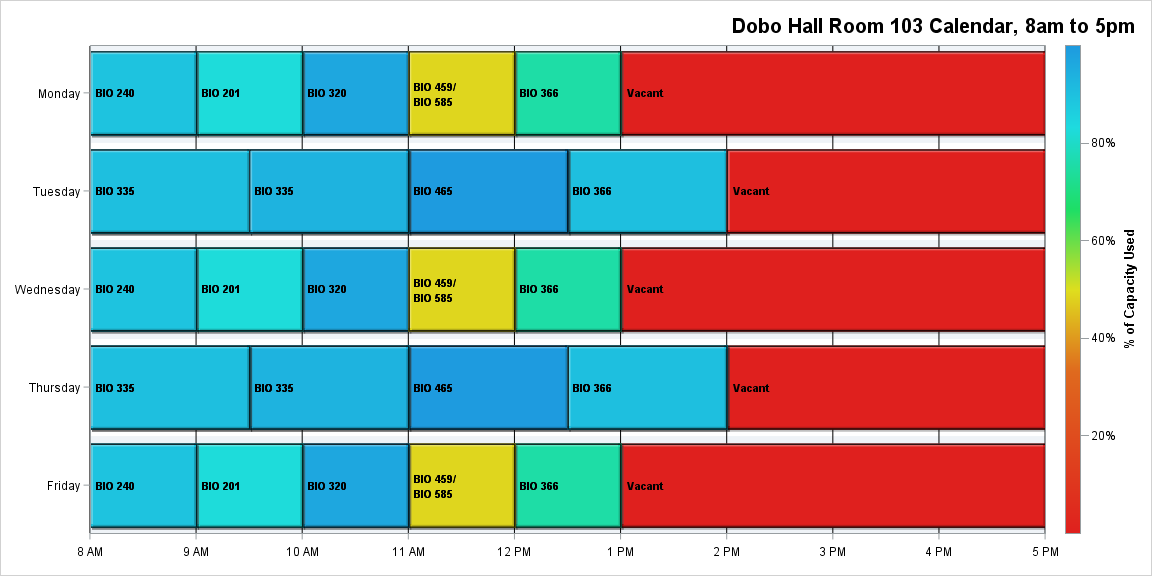 Dobo Hall Room 103 Calendar, 8am to 5pm
Monday
BIO 240
BIO 201
BIO 320
BIO 459/
BIO 585
BIO 366
Vacant
Tuesday
BIO 335
BIO 335
BIO 465
BIO 366
Vacant
Wednesday
BIO 240
BIO 201
BIO 320
BIO 459/
BIO 585
BIO 366
Vacant
Thursday
BIO 335
BIO 335
BIO 465
BIO 366
Vacant
Friday
BIO 240
BIO 201
BIO 320
BIO 459/
BIO 585
BIO 366
Vacant
8 AM
9 AM
10 AM
11 AM
12 PM
1 PM
2 PM
3 PM
4 PM
5 PM
80%
60%
40%
20%
% of Capacity Used